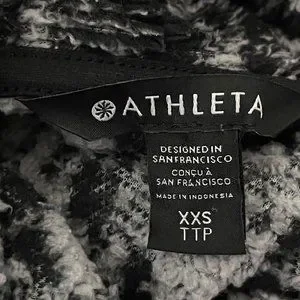 ATHLETA
DESIGNED IN
SAN FRANCISCO
CONÇU À
SAN FRANCISCO
MADE IN INDONESIA
XXS
TTP